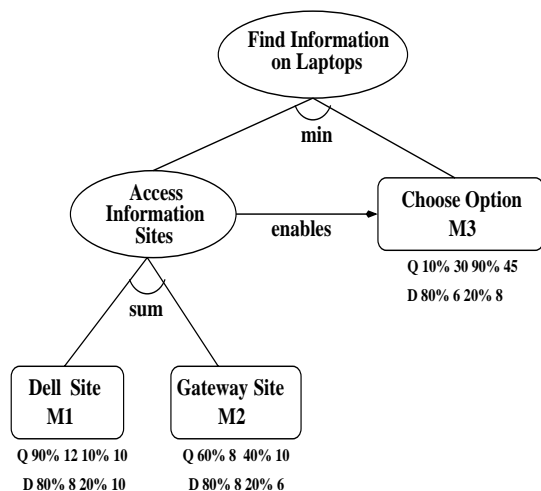 Find Information
on Laptops
min
Access
Information
Sites
enables
Choose Option
M3
Q 10% 30 90% 45
D 80% 6 20% 8
sum
Dell Site
M1
Q 90% 12 10% 10
D 80% 8 20% 10
Gateway Site
M2
Q 60% 8 40% 10
D 80% 8 20% 6